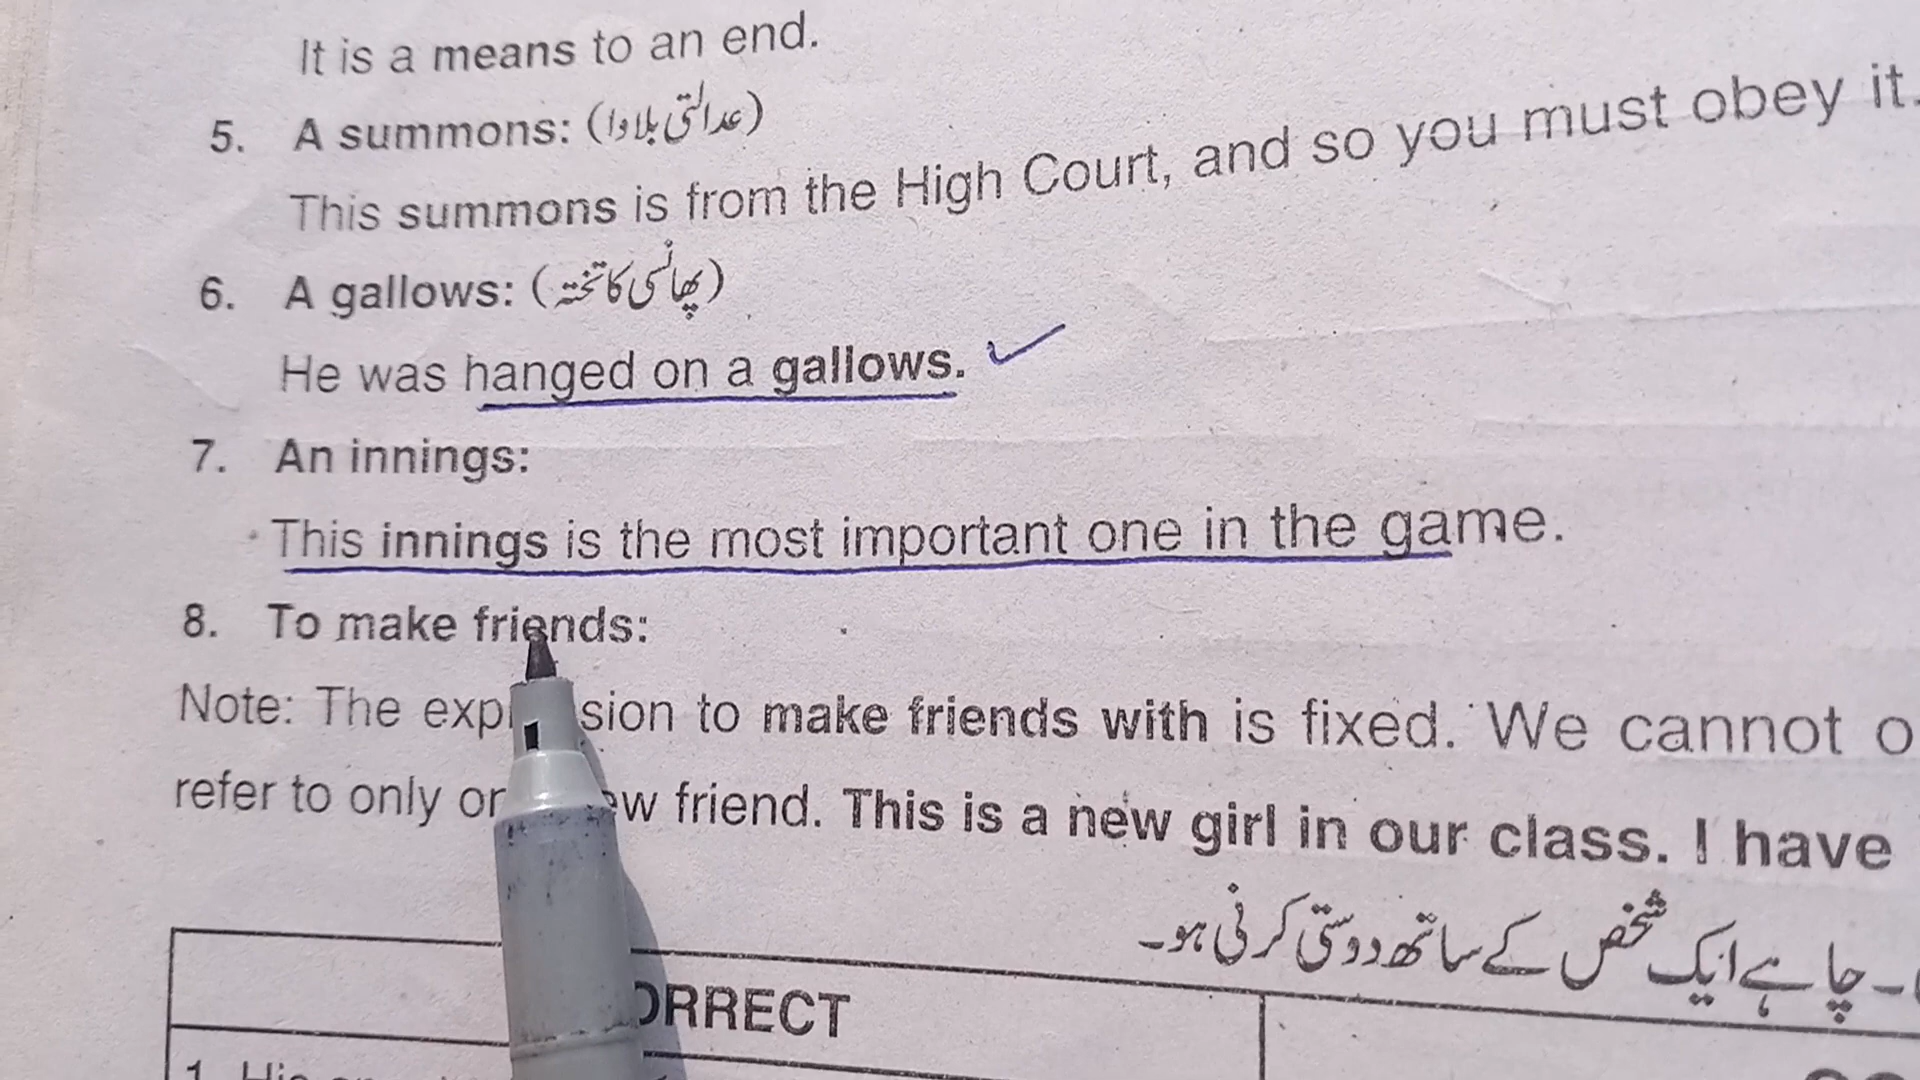 It is a means to an end.
5. A summons: (عدالتی بلاوا)
This summons is from the High Court, and so you must obey it.
6. A gallows: (پھانسی کا تختہ)
He was hanged on a gallows.
7. An innings:
This innings is the most important one in the game.
8. To make friends:
Note: The to make friends with is fixed. We cannot
refer to only friend. This is a new girl in our class. I have
۔ چاہے ایک شخص کے ساتھ دوستی کرنی ہو۔
1.